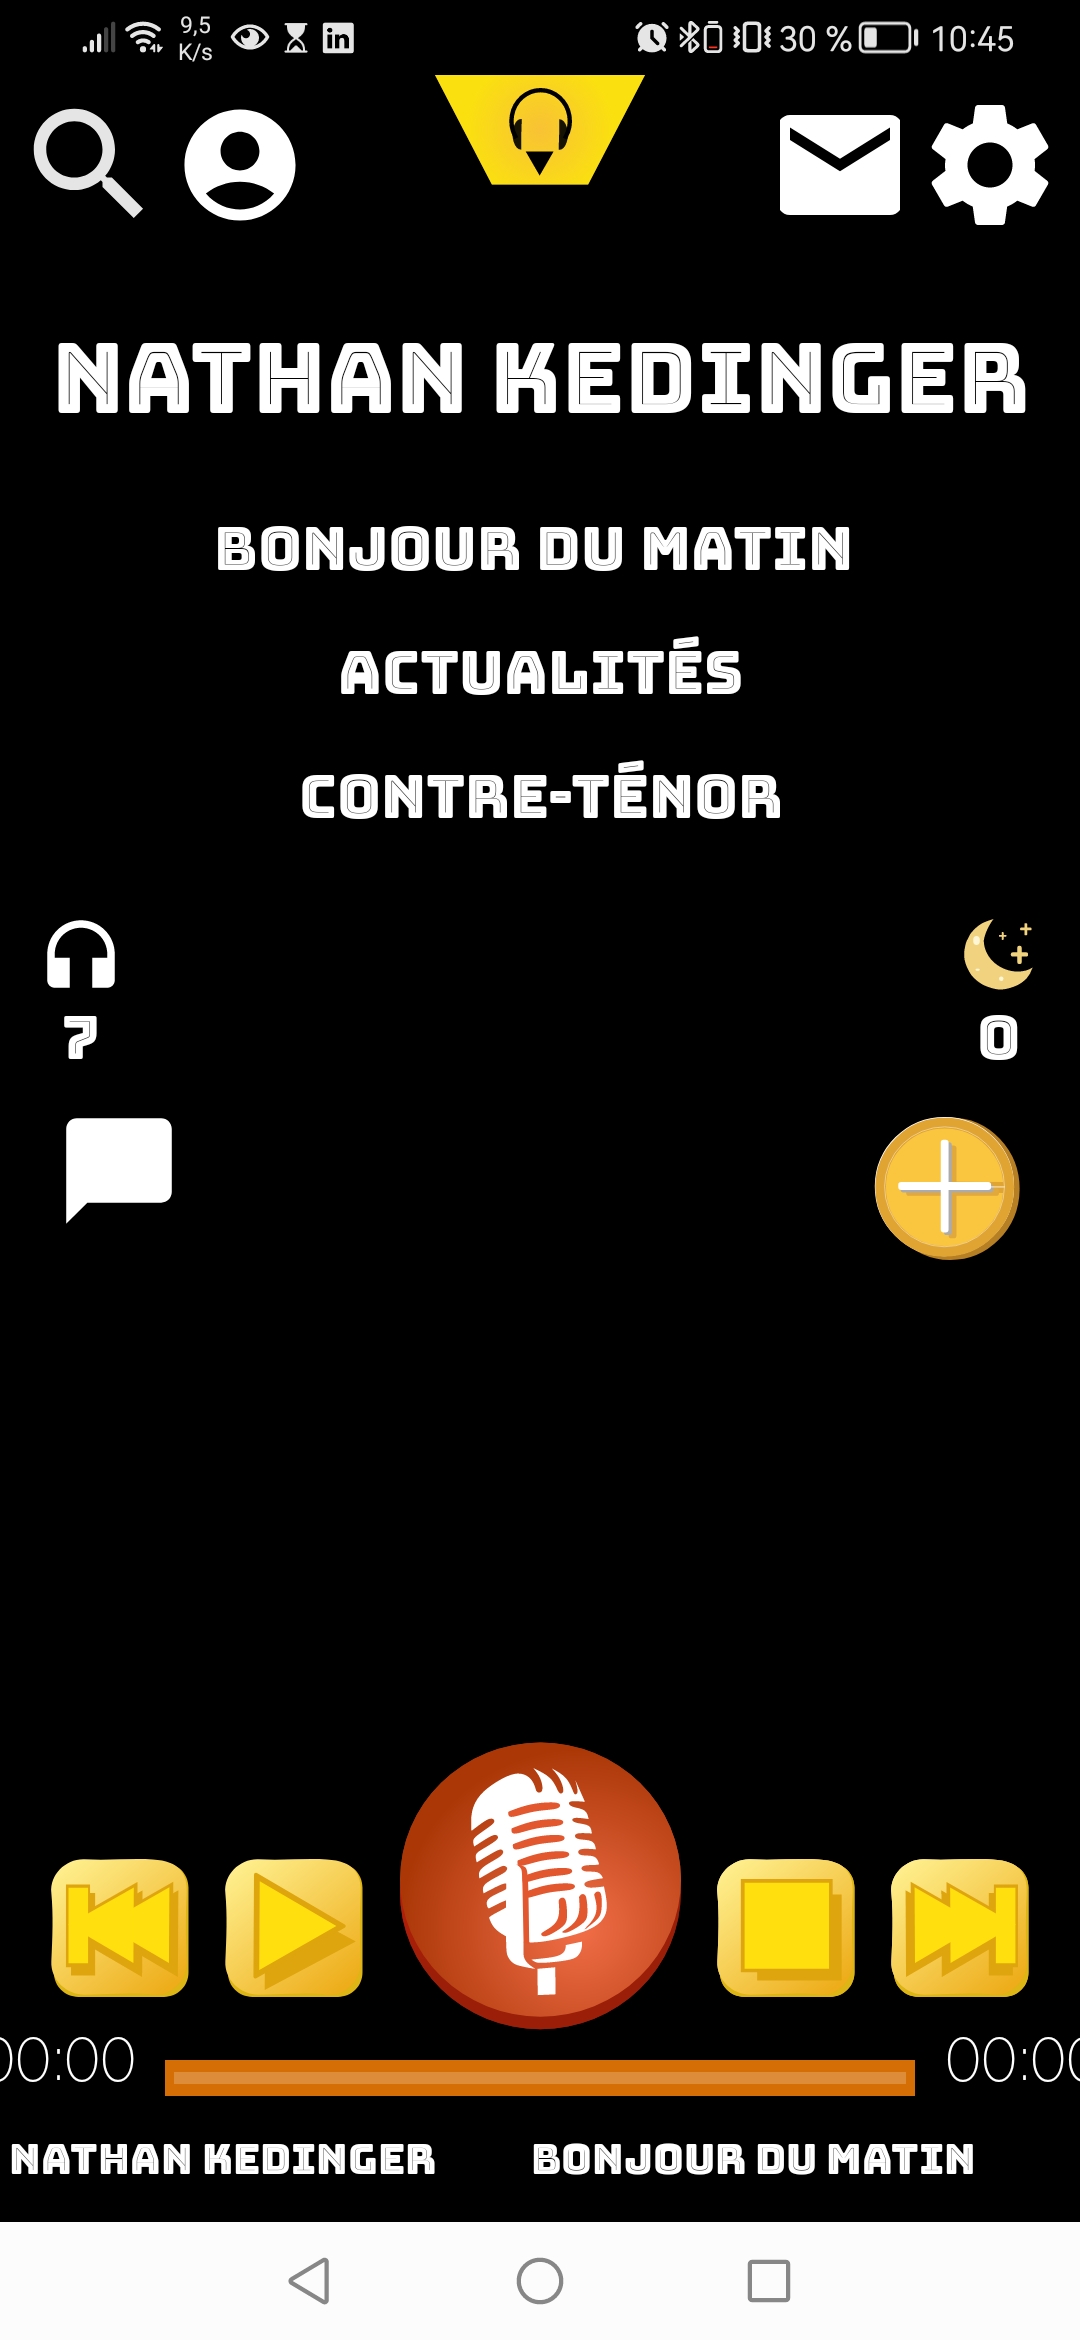 9,5
K/s
in
30 %
10:45
NATHAN KEDINGER
BONJOUR DU MATIN
ACTUALITÉS
CONTRE-TÉNOR
7
0
00:00
00:00
NATHAN KEDINGER
BONJOUR DU MATIN